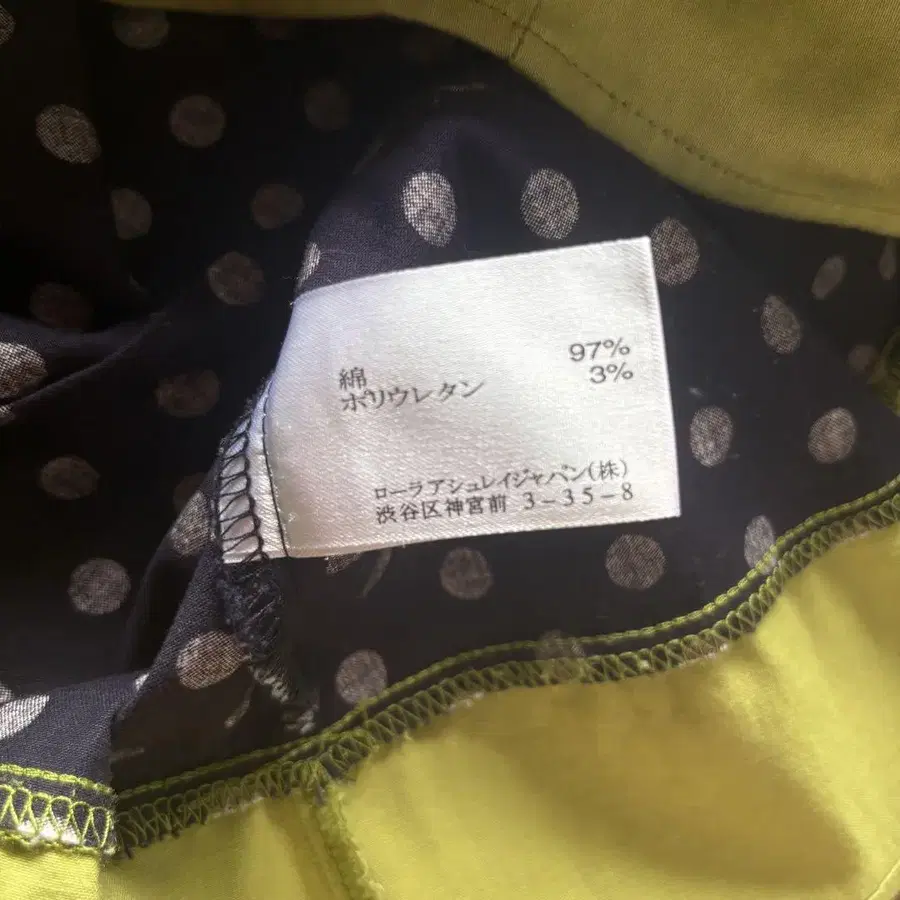 綿 97%
ポリウレタン 3%
ローラアシュレイジャパン(株)
渋谷区神宮前 3-35-8